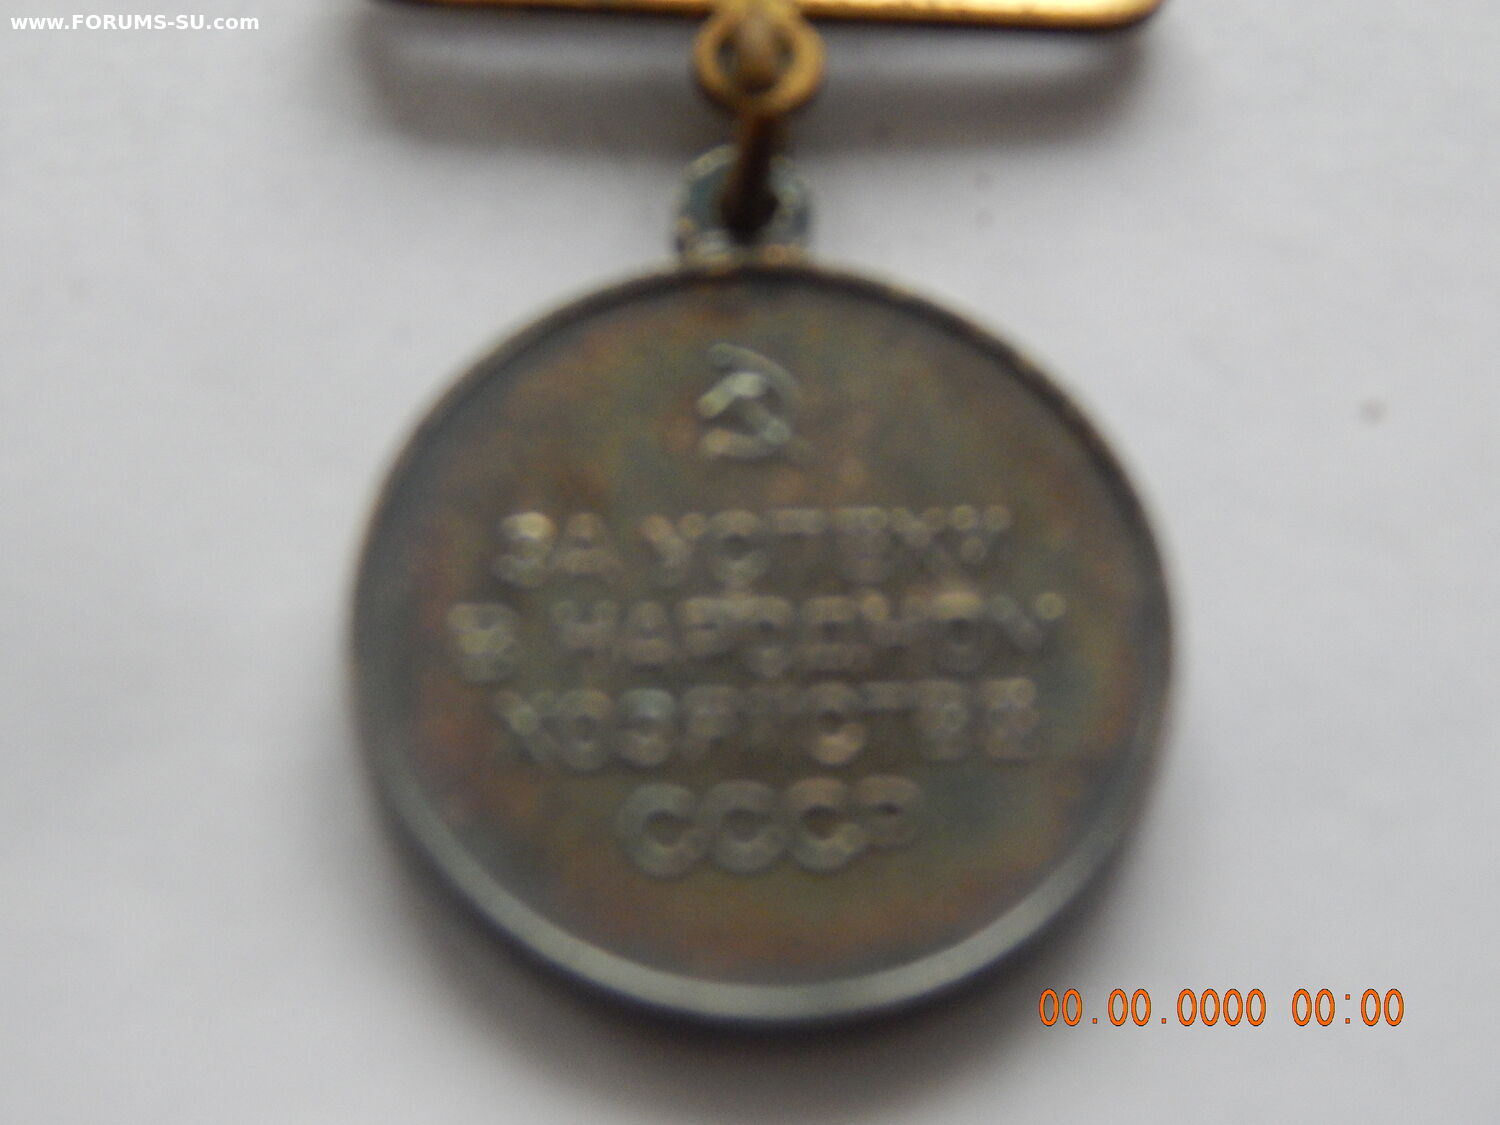 www.FORUMS-SU.com
ЗА УСПЕХИ
В НАРОДНОМ
ХОЗЯЙСТВЕ
СССР
00.00.0000 00:00